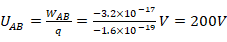 U_AB = W_AB / q = −3.2×10⁻¹⁷ / −1.6×10⁻¹⁹ V = 200V